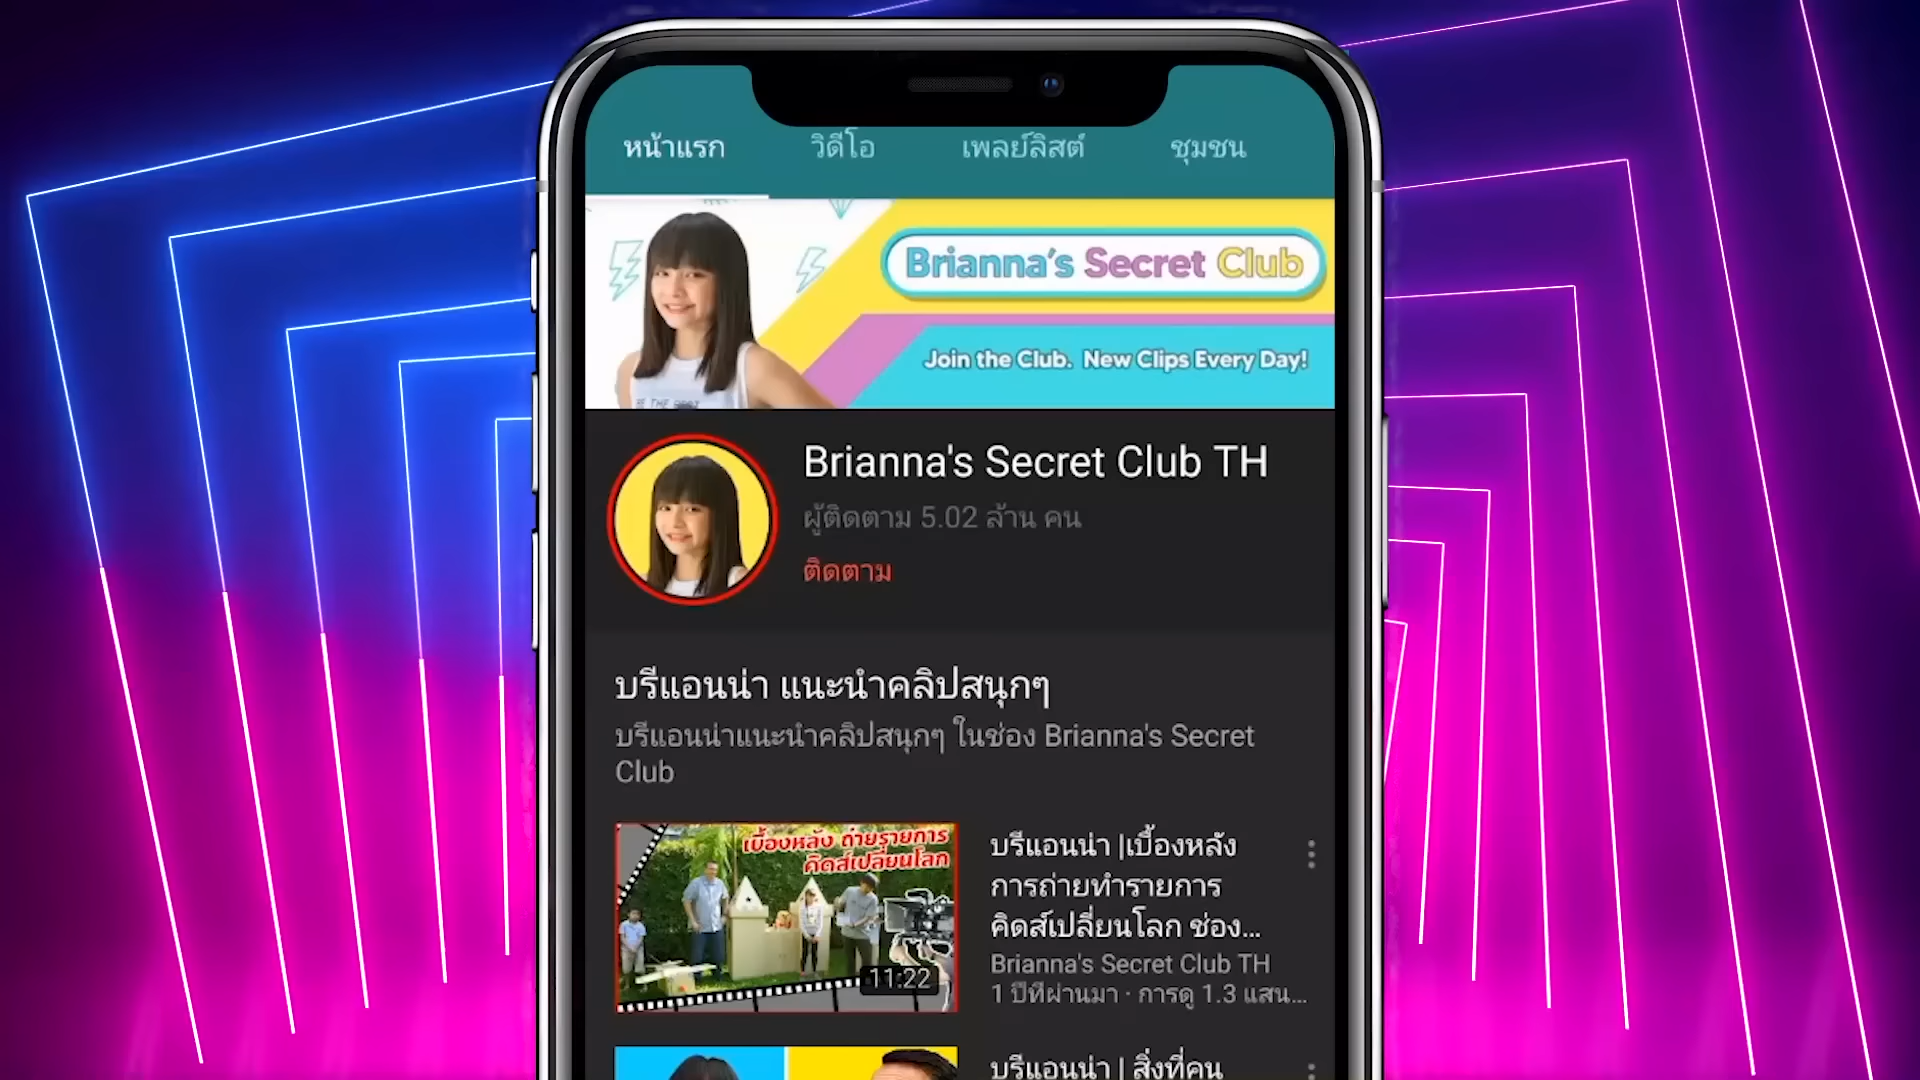 หน้าแรก วิดีโอ เพลย์ลิสต์ ชุมชน
Brianna's Secret Club
Join the Club. New Clips Every Day!
Brianna's Secret Club TH
ผู้ติดตาม 5.02 ล้าน คน
ติดตาม
บรีแอนน่า แนะนำคลิปสนุกๆ
บรีแอนน่าแนะนำคลิปสนุกๆ ในช่อง Brianna's Secret
Club
เบื้องหลัง ถ่ายรายการ
คิดส์เปลี่ยนโลก
11:22
บรีแอนน่า |เบื้องหลัง
การถ่ายทำรายการ
คิดส์เปลี่ยนโลก ช่อง...
Brianna's Secret Club TH
1 ปีที่ผ่านมา · การดู 1.3 แสน...
บรีแอนน่า | สิ่งที่คน